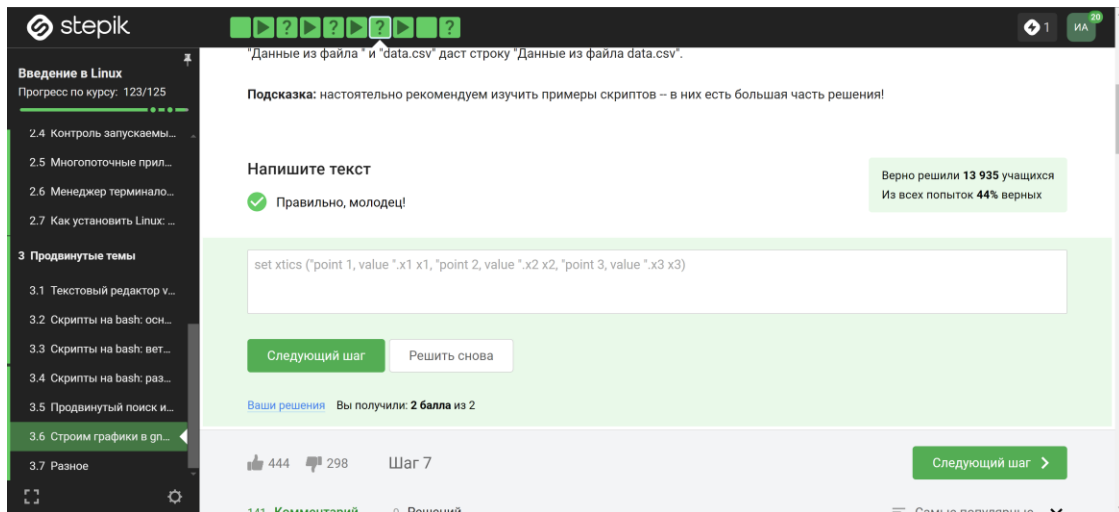 stepik
1
ИА
20
Введение в Linux
Прогресс по курсу: 123/125
2.4 Контроль запускаемы...
2.5 Многопоточные прил...
2.6 Менеджер терминало...
2.7 Как установить Linux: ...
3 Продвинутые темы
3.1 Текстовый редактор v...
3.2 Скрипты на bash: осн...
3.3 Скрипты на bash: вет...
3.4 Скрипты на bash: раз...
3.5 Продвинутый поиск и...
3.6 Строим графики в gn...
3.7 Разное
"Данные из файла " и "data.csv" даст строку "Данные из файла data.csv".
Подсказка: настоятельно рекомендуем изучить примеры скриптов -- в них есть большая часть решения!
Напишите текст
Правильно, молодец!
Верно решили 13 935 учащихся
Из всех попыток 44% верных
set xtics ("point 1, value ".x1 x1, "point 2, value ".x2 x2, "point 3, value ".x3 x3)
Следующий шаг
Решить снова
Ваши решения Вы получили: 2 балла из 2
444 298 Шаг 7
Следующий шаг
141 Комментарий
Решений
Самые популярные